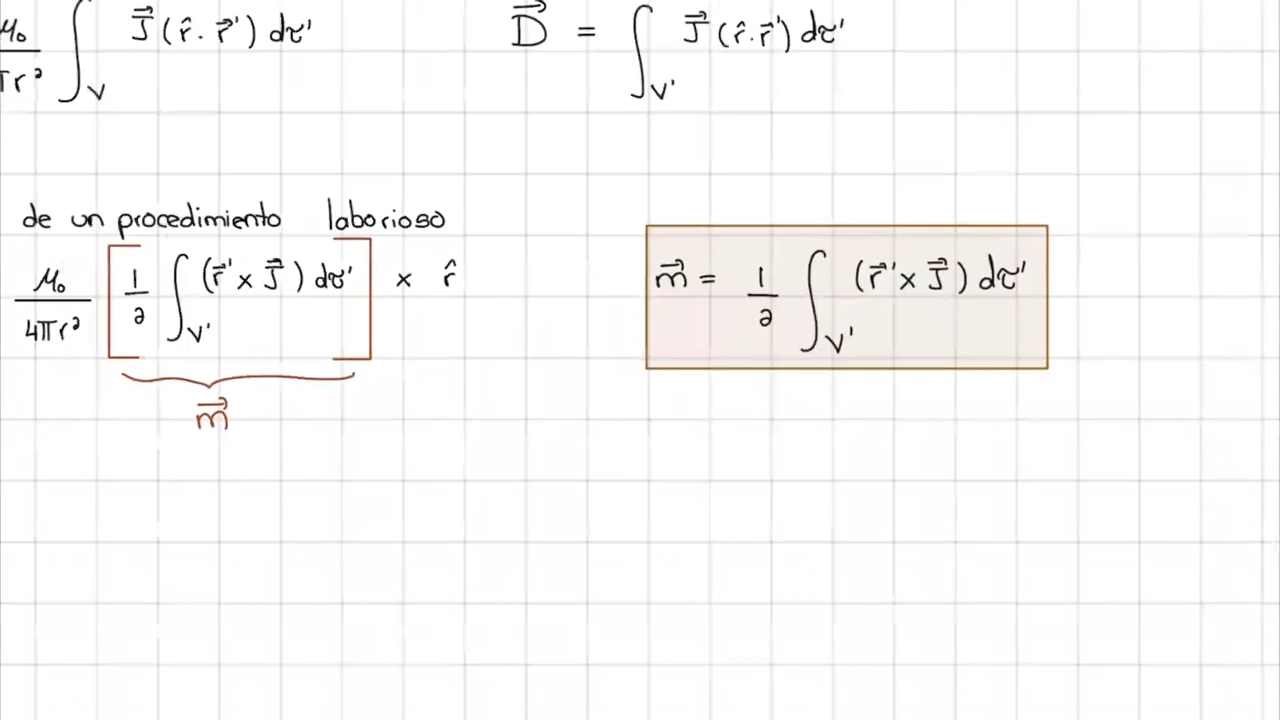 μ₀/πr² ∫_V J⃗ (r̂ · r⃗') dτ'
D⃗ = ∫_V' J⃗ (r̂ · r⃗') dτ'
de un procedimiento laborioso
μ₀/4πr² [ 1/2 ∫_V' (r⃗' × J⃗ ) dτ' ] × r̂
m⃗
m⃗ = 1/2 ∫_V' (r⃗' × J⃗ ) dτ'